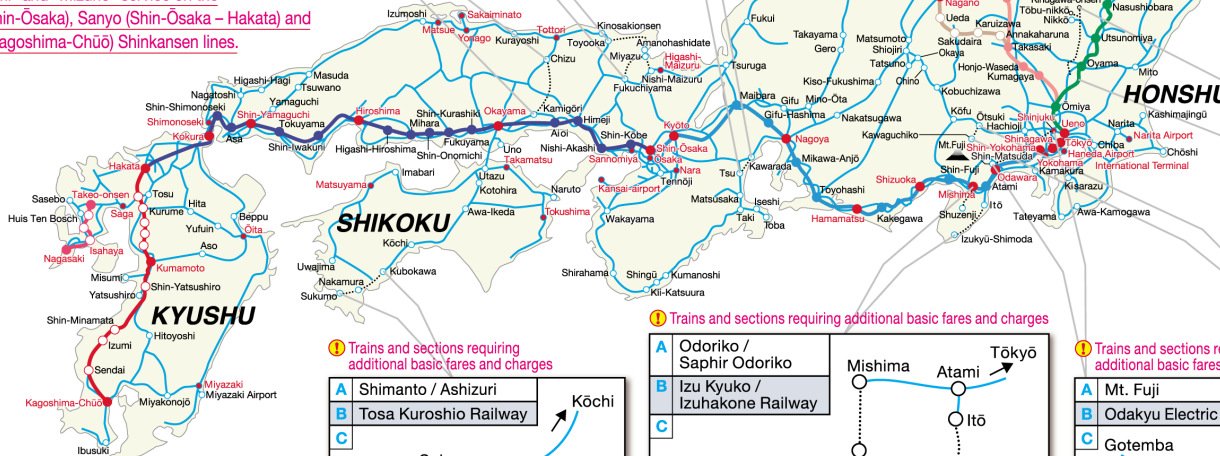 hin-Ōsaka), Sanyo (Shin-Ōsaka – Hakata) and
agoshima-Chūō) Shinkansen lines.
Izumoshi
Sakaiminato
Matsue
Yonago
Kurayoshi
Tottori
Toyooka
Kinosakionsen
Amanohashidate
Miyazu
Higashi-
Maizuru
Nishi-Maizuru
Fukuchiyama
Chizu
Tsuruga
Fukui
Takayama
Gero
Matsumoto
Shiojiri
Tatsuno
Chino
Okaya
Nagano
Ueda
Karuizawa
Sakudaira
Annakaharuna
Takasaki
Honjo-Waseda
Kumagaya
Kobuchizawa
Tōbu-nikkō
Nikkō
Nasushiobara
Utsunomiya
Oyama
Mito
Ōmiya
HONSHU
Kashimajingū
Masuda
Higashi-Hagi
Tsuwano
Nagatoshi
Yamaguchi
Shin-Shimonoseki
Shin-Yamaguchi
Shimonoseki
Kokura
Asa
Tokuyama
Shin-Iwakuni
Hiroshima
Higashi-Hiroshima
Mihara
Shin-Onomichi
Shin-Kurashiki
Fukuyama
Okayama
Kamigōri
Aioi
Himeji
Nishi-Akashi
Shin-Kōbe
Sannomiya
Kyōto
Shin-Ōsaka
Ōsaka
Nara
Tennōji
Kansai-airport
Wakayama
Maibara
Gifu
Mino-Ōta
Gifu-Hashima
Kiso-Fukushima
Nakatsugawa
Nagoya
Kawarada
Tsu
Matsusaka
Iseshi
Taki
Toba
Mikawa-Anjō
Toyohashi
Hamamatsu
Kakegawa
Shizuoka
Kōfu
Ōtsuki
Hachioji
Kawaguchiko
Mt.Fuji
Shin-Fuji
Mishima
Shinjuku
Ueno
Shinagawa
Tōkyo
Shin-Yokohama
Haneda Airport
International Terminal
Shin-Matsuda
Yokohama
Odawara
Kamakura
Atami
Itō
Shuzenji
Izukyū-Shimoda
Narita
Narita Airport
Chiba
Chōshi
Kisarazu
Tateyama
Awa-Kamogawa
Uno
Takamatsu
Utazu
Kotohira
Imabari
Matsuyama
Naruto
Tokushima
Awa-Ikeda
SHIKOKU
Kōchi
Uwajima
Kubokawa
Nakamura
Sukumo
Shirahama
Shingū
Kumanoshi
Kii-Katsuura
Hakata
Tosu
Takeo-onsen
Sasebo
Huis Ten Bosch
Saga
Kurume
Hita
Yufuin
Beppu
Ōita
Isahaya
Nagasaki
Aso
Kumamoto
Misumi
Shin-Yatsushiro
Yatsushiro
KYUSHU
Shin-Minamata
Hitoyoshi
Izumi
Sendai
Miyazaki
Miyazaki Airport
Miyakonojō
Kagoshima-Chūō
Ibusuki
! Trains and sections requiring
additional basic fares and charges
A Shimanto / Ashizuri
B Tosa Kuroshio Railway
C
Kōchi
! Trains and sections requiring additional basic fares and charges
A Odoriko /
Saphir Odoriko
B Izu Kyuko /
Izuhakone Railway
C
Mishima
Atami
Tōkyō
Itō
! Trains and sections re
additional basic fares
A Mt. Fuji
B Odakyu Electric
C Gotemba